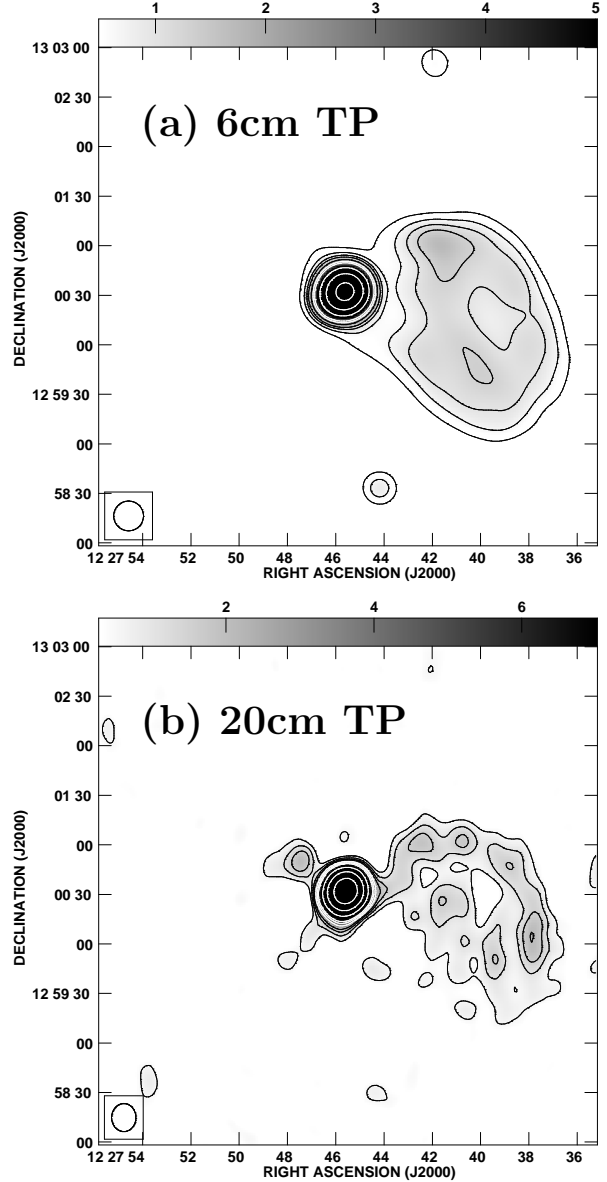 1 2 3 4 5
13 03 00
02 30
(a) 6cm TP
00
01 30
00
DECLINATION (J2000)
00 30
00
12 59 30
00
58 30
00
12 27 54 52 50 48 46 44 42 40 38 36
RIGHT ASCENSION (J2000)
2 4 6
13 03 00
02 30
(b) 20cm TP
00
01 30
00
DECLINATION (J2000)
00 30
00
12 59 30
00
58 30
00
12 27 54 52 50 48 46 44 42 40 38 36
RIGHT ASCENSION (J2000)